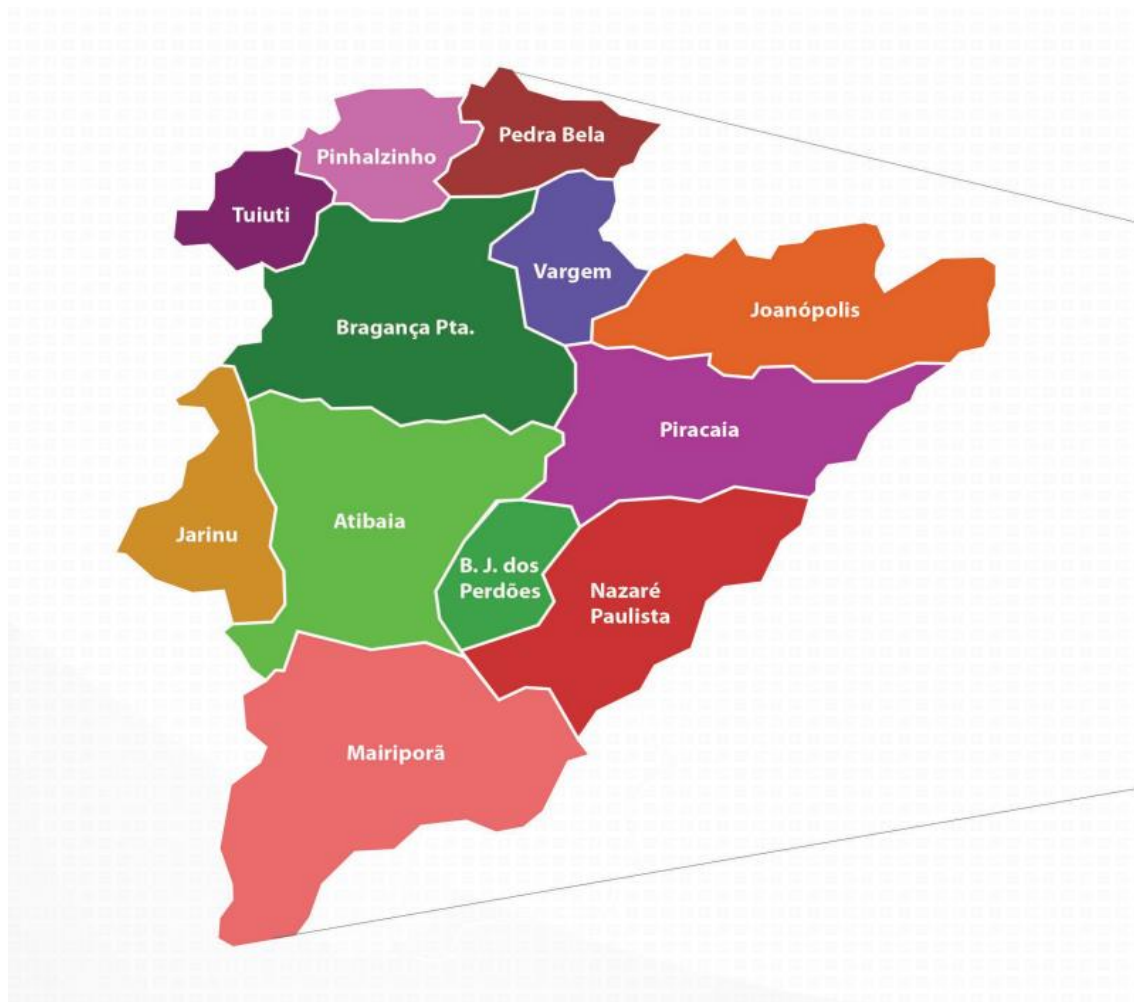 Pedra Bela
Pinhalzinho
Tuiuti
Vargem
Joanópolis
Bragança Pta.
Piracaia
Atibaia
Jarinu
B. J. dos
Perdões
Nazaré
Paulista
Mairiporã